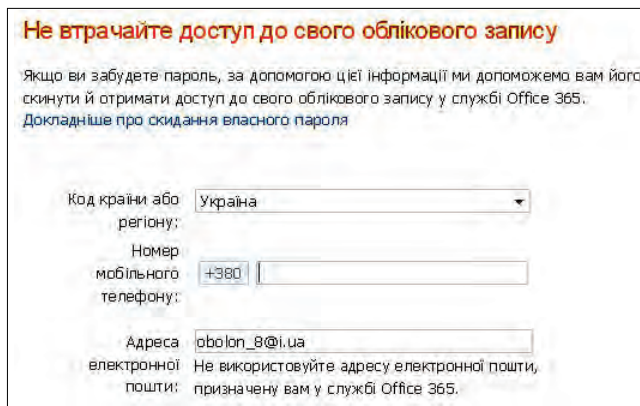 Не втрачайте доступ до свого облікового запису
Якщо ви забудете пароль, за допомогою цієї інформації ми допоможемо вам його
скинути й отримати доступ до свого облікового запису у службі Office 365.
Докладніше про скидання власного пароля
Код країни або
регіону:
Україна
Номер
мобільного
телефону:
+380
Адреса
електронної
пошти:
obolon_8@i.ua
Не використовуйте адресу електронної пошти,
призначену вам у службі Office 365.